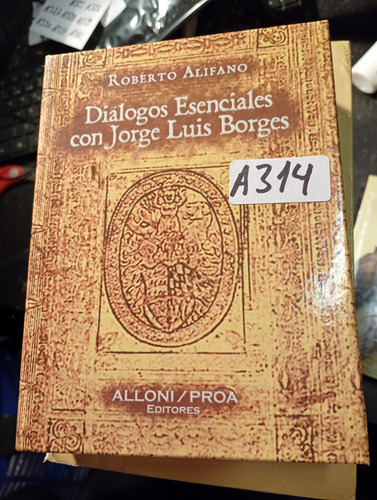 ROBERTO ALIFANO
Diálogos Esenciales
con Jorge Luis Borges
A314
ALLONI / PROA
EDITORES